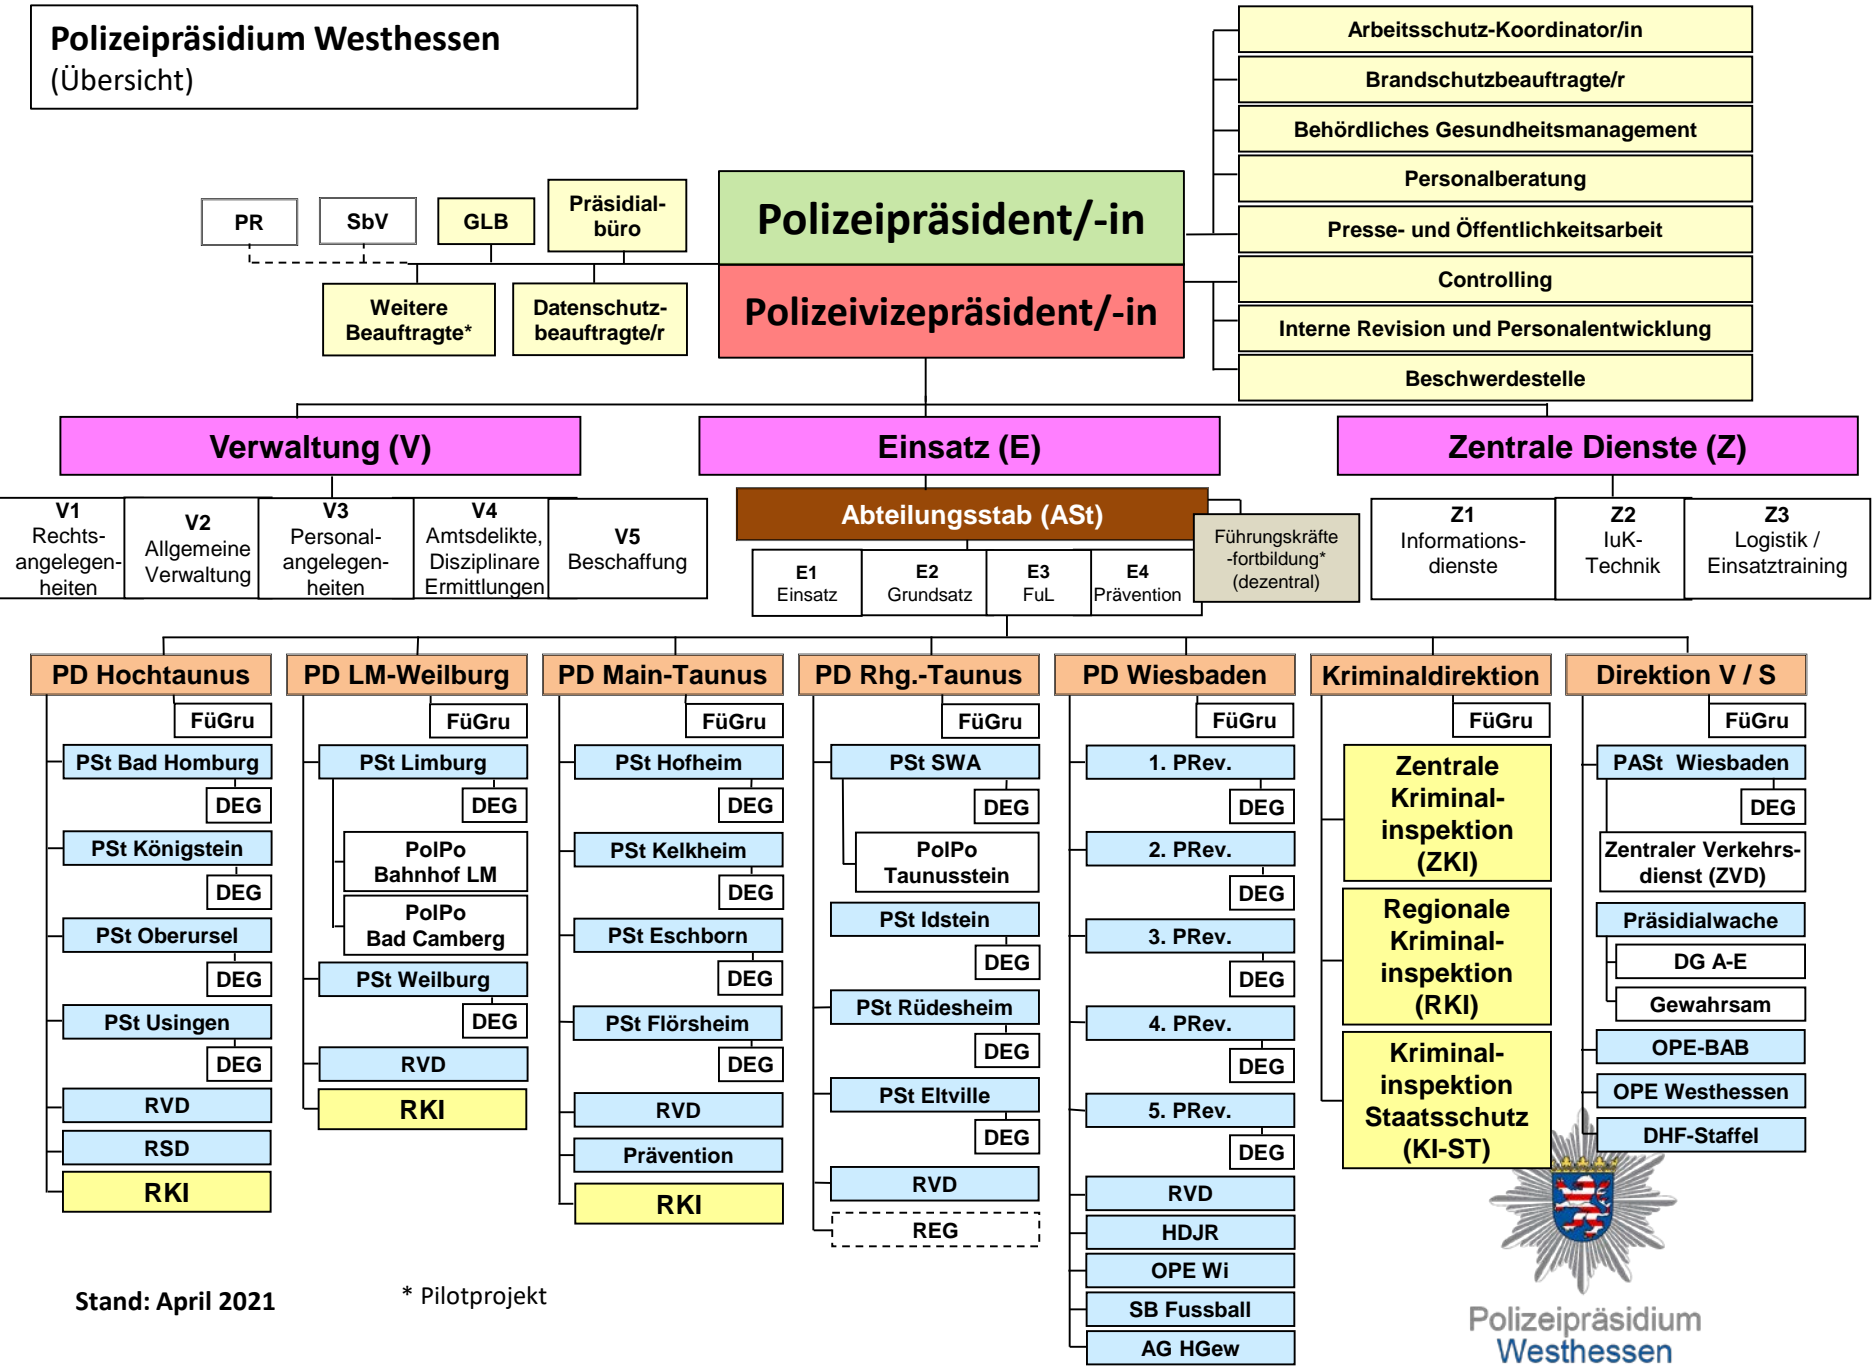 Polizeipräsidium Westhessen
(Übersicht)
Arbeitsschutz-Koordinator/in
Brandschutzbeauftragte/r
Behördliches Gesundheitsmanagement
Personalberatung
Presse- und Öffentlichkeitsarbeit
Controlling
Interne Revision und Personalentwicklung
Beschwerdestelle
PR
SbV
GLB
Präsidial-
büro
Weitere
Beauftragte*
Datenschutz-
beauftragte/r
Polizeipräsident/-in
Polizeivizepräsident/-in
Verwaltung (V)
Einsatz (E)
Zentrale Dienste (Z)
V1
Rechts-
angelegen-
heiten
V2
Allgemeine
Verwaltung
V3
Personal-
angelegen-
heiten
V4
Amtsdelikte,
Disziplinare
Ermittlungen
V5
Beschaffung
Abteilungsstab (ASt)
E1
Einsatz
E2
Grundsatz
E3
FuL
E4
Prävention
Führungskräfte
-fortbildung*
(dezentral)
Z1
Informations-
dienste
Z2
IuK-
Technik
Z3
Logistik /
Einsatztraining
PD Hochtaunus
FüGru
PSt Bad Homburg
DEG
PSt Königstein
DEG
PSt Oberursel
DEG
PSt Usingen
DEG
RVD
RSD
RKI
PD LM-Weilburg
FüGru
PSt Limburg
DEG
PolPo
Bahnhof LM
PolPo
Bad Camberg
PSt Weilburg
DEG
RVD
RKI
PD Main-Taunus
FüGru
PSt Hofheim
DEG
PSt Kelkheim
DEG
PSt Eschborn
DEG
PSt Flörsheim
DEG
RVD
Prävention
RKI
PD Rhg.-Taunus
FüGru
PSt SWA
DEG
PolPo
Taunusstein
PSt Idstein
DEG
PSt Rüdesheim
DEG
PSt Eltville
DEG
RVD
REG
PD Wiesbaden
FüGru
1. PRev.
DEG
2. PRev.
DEG
3. PRev.
DEG
4. PRev.
DEG
5. PRev.
DEG
RVD
HDJR
OPE Wi
SB Fussball
AG HGew
Kriminaldirektion
FüGru
Zentrale
Kriminal-
inspektion
(ZKI)
Regionale
Kriminal-
inspektion
(RKI)
Kriminal-
inspektion
Staatsschutz
(KI-ST)
Direktion V / S
FüGru
PASt Wiesbaden
DEG
Zentraler Verkehrs-
dienst (ZVD)
Präsidialwache
DG A-E
Gewahrsam
OPE-BAB
OPE Westhessen
DHF-Staffel
Stand: April 2021
* Pilotprojekt
Polizeipräsidium
Westhessen